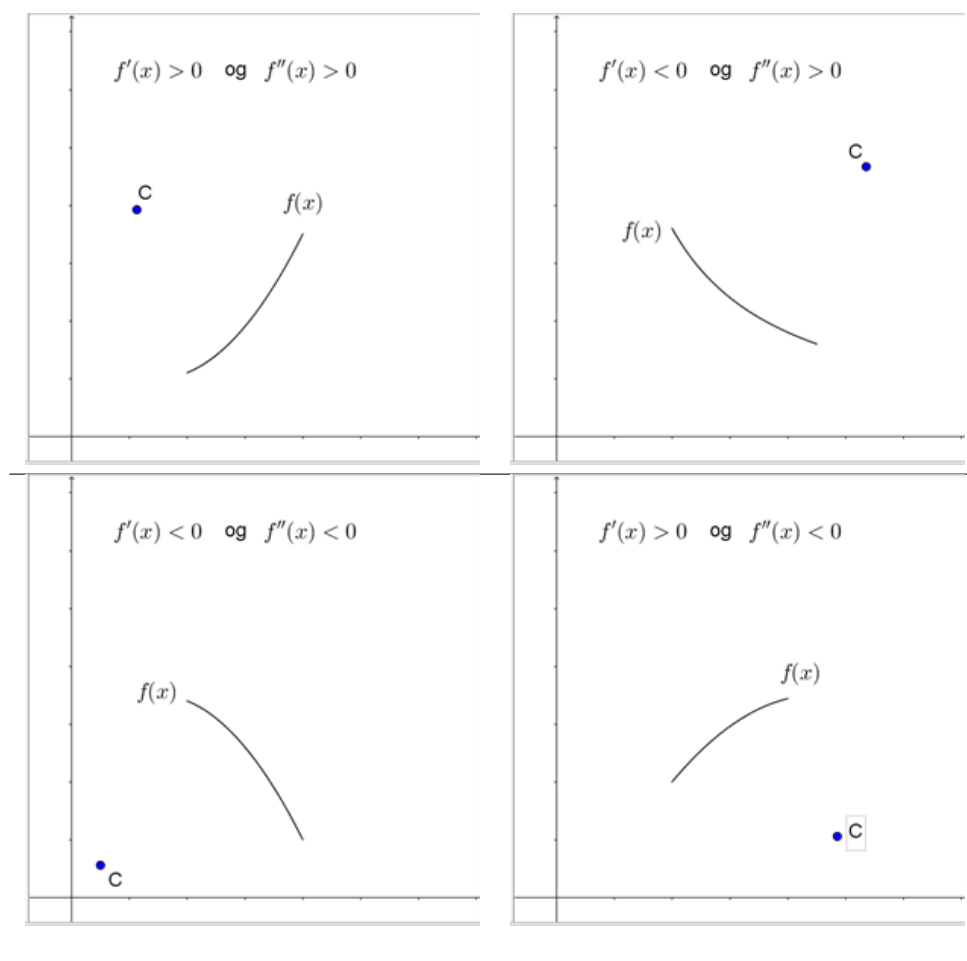 f′(x) > 0 og f″(x) > 0
C
f(x)
f′(x) < 0 og f″(x) > 0
C
f(x)
f′(x) < 0 og f″(x) < 0
f(x)
C
f′(x) > 0 og f″(x) < 0
f(x)
C